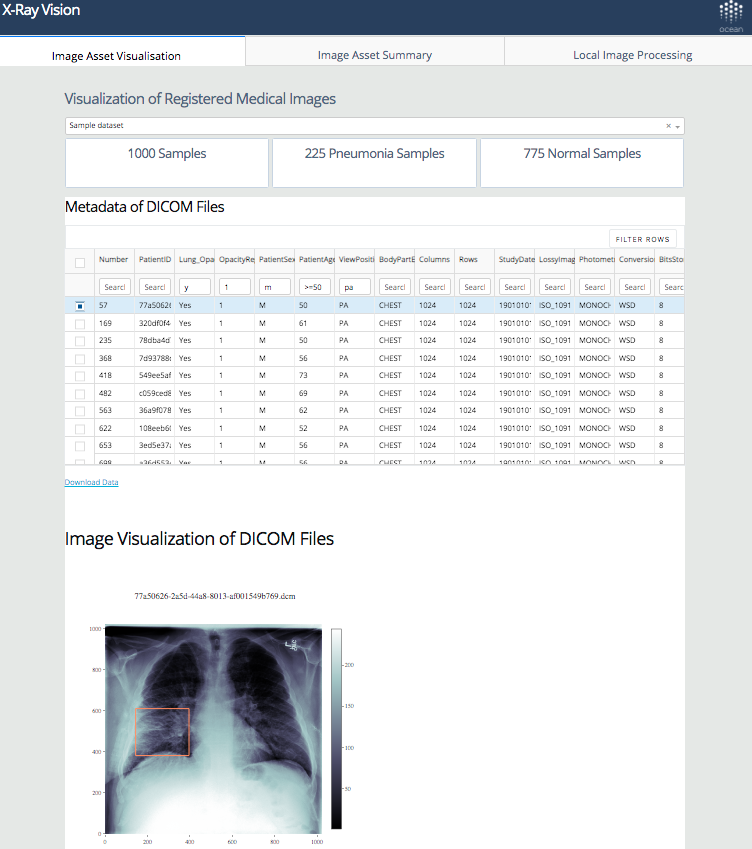 X-Ray Vision
ocean
Image Asset Visualisation Image Asset Summary Local Image Processing
Visualization of Registered Medical Images
Sample dataset
1000 Samples 225 Pneumonia Samples 775 Normal Samples
Metadata of DICOM Files
FILTER ROWS
Number PatientID Lung_Opa OpacityRe PatientSex PatientAge ViewPositi BodyPartE Columns Rows StudyDate LossyImag Photomet Conversio BitsSto
Searcl Searcl y 1 m >=50 pa Searcl Searcl Searcl Searcl Searcl Searcl Searcl Searc
57 77a50626 Yes 1 M 50 PA CHEST 1024 1024 1901010 ISO_1091 MONOCH WSD 8
169 320df0f4 Yes 1 M 61 PA CHEST 1024 1024 1901010 ISO_1091 MONOCH WSD 8
235 78dba4d Yes 1 M 50 PA CHEST 1024 1024 1901010 ISO_1091 MONOCH WSD 8
368 7d93788 Yes 1 M 56 PA CHEST 1024 1024 1901010 ISO_1091 MONOCH WSD 8
418 549ee5af Yes 1 M 73 PA CHEST 1024 1024 1901010 ISO_1091 MONOCH WSD 8
482 c059ced8 Yes 1 M 69 PA CHEST 1024 1024 1901010 ISO_1091 MONOCH WSD 8
563 36a9f078 Yes 1 M 62 PA CHEST 1024 1024 1901010 ISO_1091 MONOCH WSD 8
622 108eeb6 Yes 1 M 52 PA CHEST 1024 1024 1901010 ISO_1091 MONOCH WSD 8
653 3ed5e37 Yes 1 M 56 PA CHEST 1024 1024 1901010 ISO_1091 MONOCH WSD 8
698 a36d553 Yes 1 M 56 PA CHEST 1024 1024 1901010 ISO_1091 MONOCH WSD 8
Download Data
Image Visualization of DICOM Files
77a50626-2a5d-44a8-8013-af001549b769.dcm
1000
800
600
400
200
0
0 200 400 600 800 1000
200
150
100
50